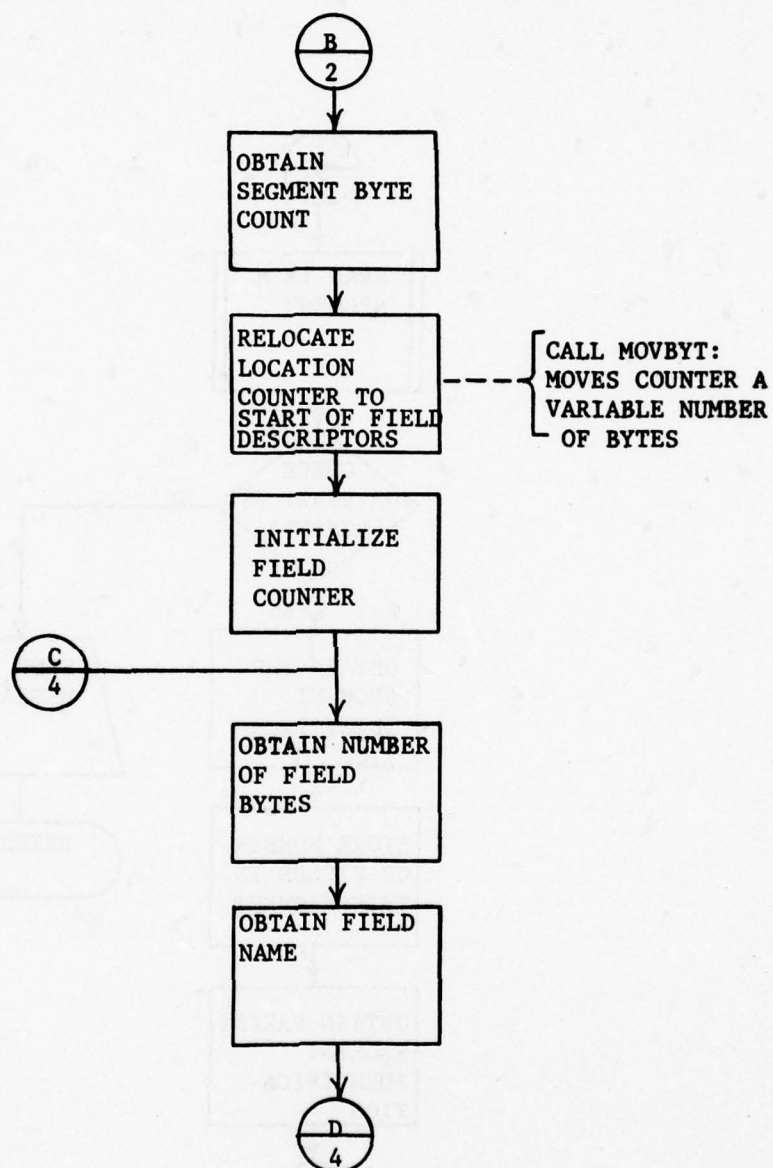 B
2
OBTAIN
SEGMENT BYTE
COUNT
RELOCATE
LOCATION
COUNTER TO
START OF FIELD
DESCRIPTORS
CALL MOVBYT:
MOVES COUNTER A
VARIABLE NUMBER
OF BYTES
INITIALIZE
FIELD
COUNTER
C
4
OBTAIN NUMBER
OF FIELD
BYTES
OBTAIN FIELD
NAME
D
4